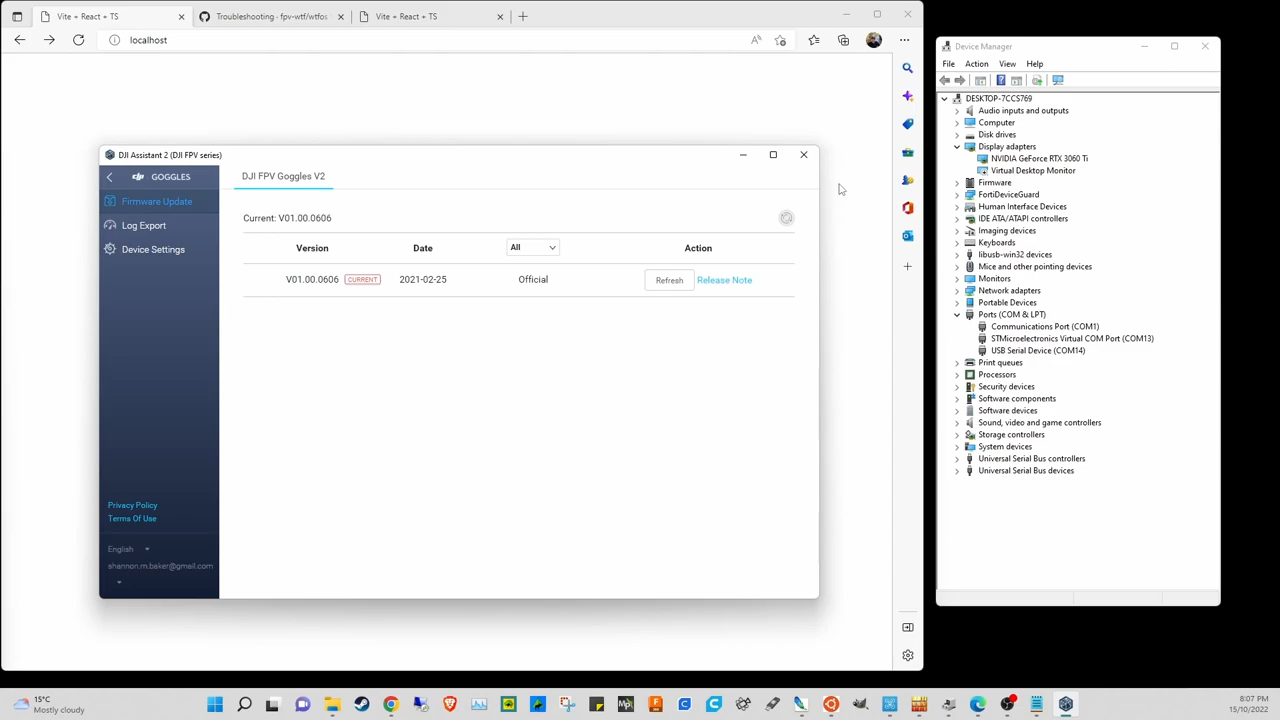 Vite + React + TS
Troubleshooting · fpv-wtf/wtfos
Vite + React + TS
localhost
DJI Assistant 2 (DJI FPV series)
GOGGLES
Firmware Update
Log Export
Device Settings
Privacy Policy
Terms Of Use
English
shannon.m.baker@gmail.com
DJI FPV Goggles V2
Current: V01.00.0606
Version Date All Action
V01.00.0606 CURRENT 2021-02-25 Official Refresh Release Note
Device Manager
File Action View Help
DESKTOP-7CCS769
Audio inputs and outputs
Computer
Disk drives
Display adapters
NVIDIA GeForce RTX 3060 Ti
Virtual Desktop Monitor
Firmware
FortiDeviceGuard
Human Interface Devices
IDE ATA/ATAPI controllers
Imaging devices
Keyboards
libusb-win32 devices
Mice and other pointing devices
Monitors
Network adapters
Portable Devices
Ports (COM & LPT)
Communications Port (COM1)
STMicroelectronics Virtual COM Port (COM13)
USB Serial Device (COM14)
Print queues
Processors
Security devices
Software components
Software devices
Sound, video and game controllers
Storage controllers
System devices
Universal Serial Bus controllers
Universal Serial Bus devices
15°C
Mostly cloudy
8:07 PM
15/10/2022